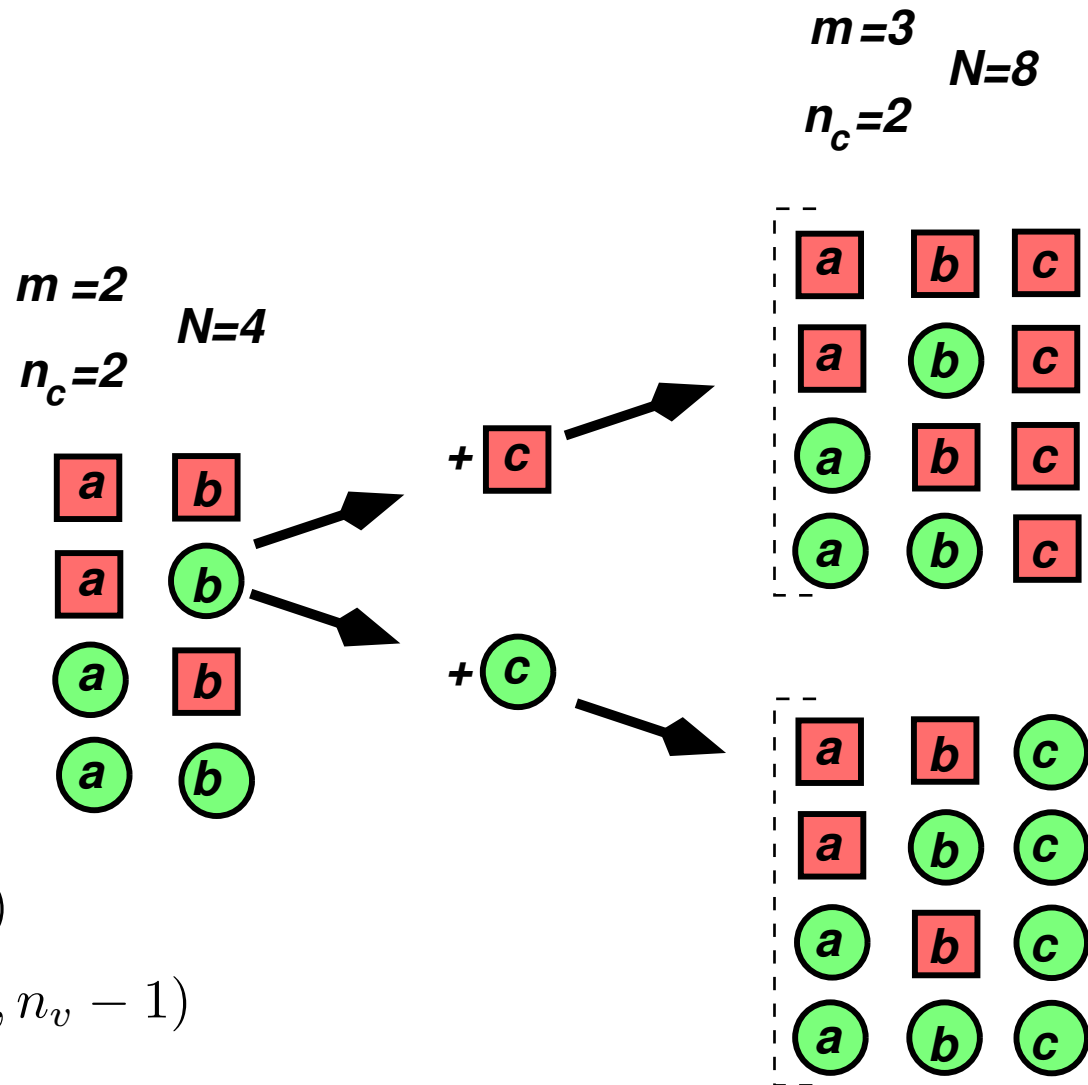 m =3
N=8
n_c=2
m =2
N=4
n_c=2
a b
a b
a b
a b
+ c
+ c
a b c
a b c
a b c
a b c
a b c
a b c
a b c
a b c
)
, n_v − 1)